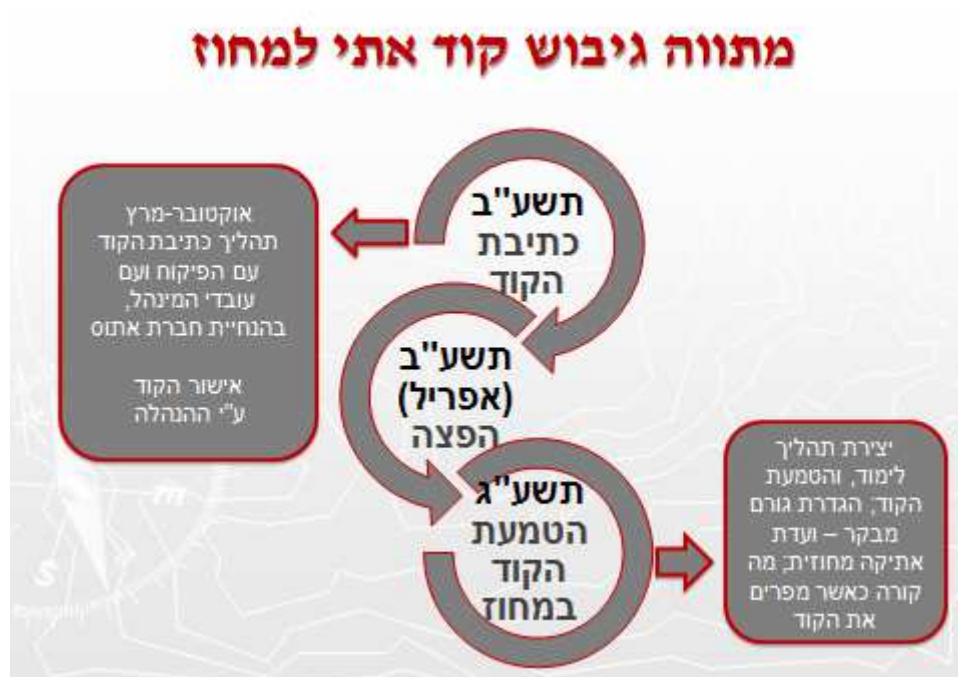 מתווה גיבוש קוד אתי למחוז
תשע"ב
כתיבת
הקוד
אוקטובר-מרץ
תהליך כתיבת הקוד
עם הפיקוח ועם
עובדי המינהל,
בהנחיית חברת אתוס
אישור הקוד
ע"י ההנהלה
תשע"ב
(אפריל)
הפצה
תשע"ג
הטמעת
הקוד
במחוז
יצירת תהליך
לימוד, והטמעת
הקוד; הגדרת גורם
מבקר – ועדת
אתיקה מחוזית; מה
קורה כאשר מפרים
את הקוד
m
s